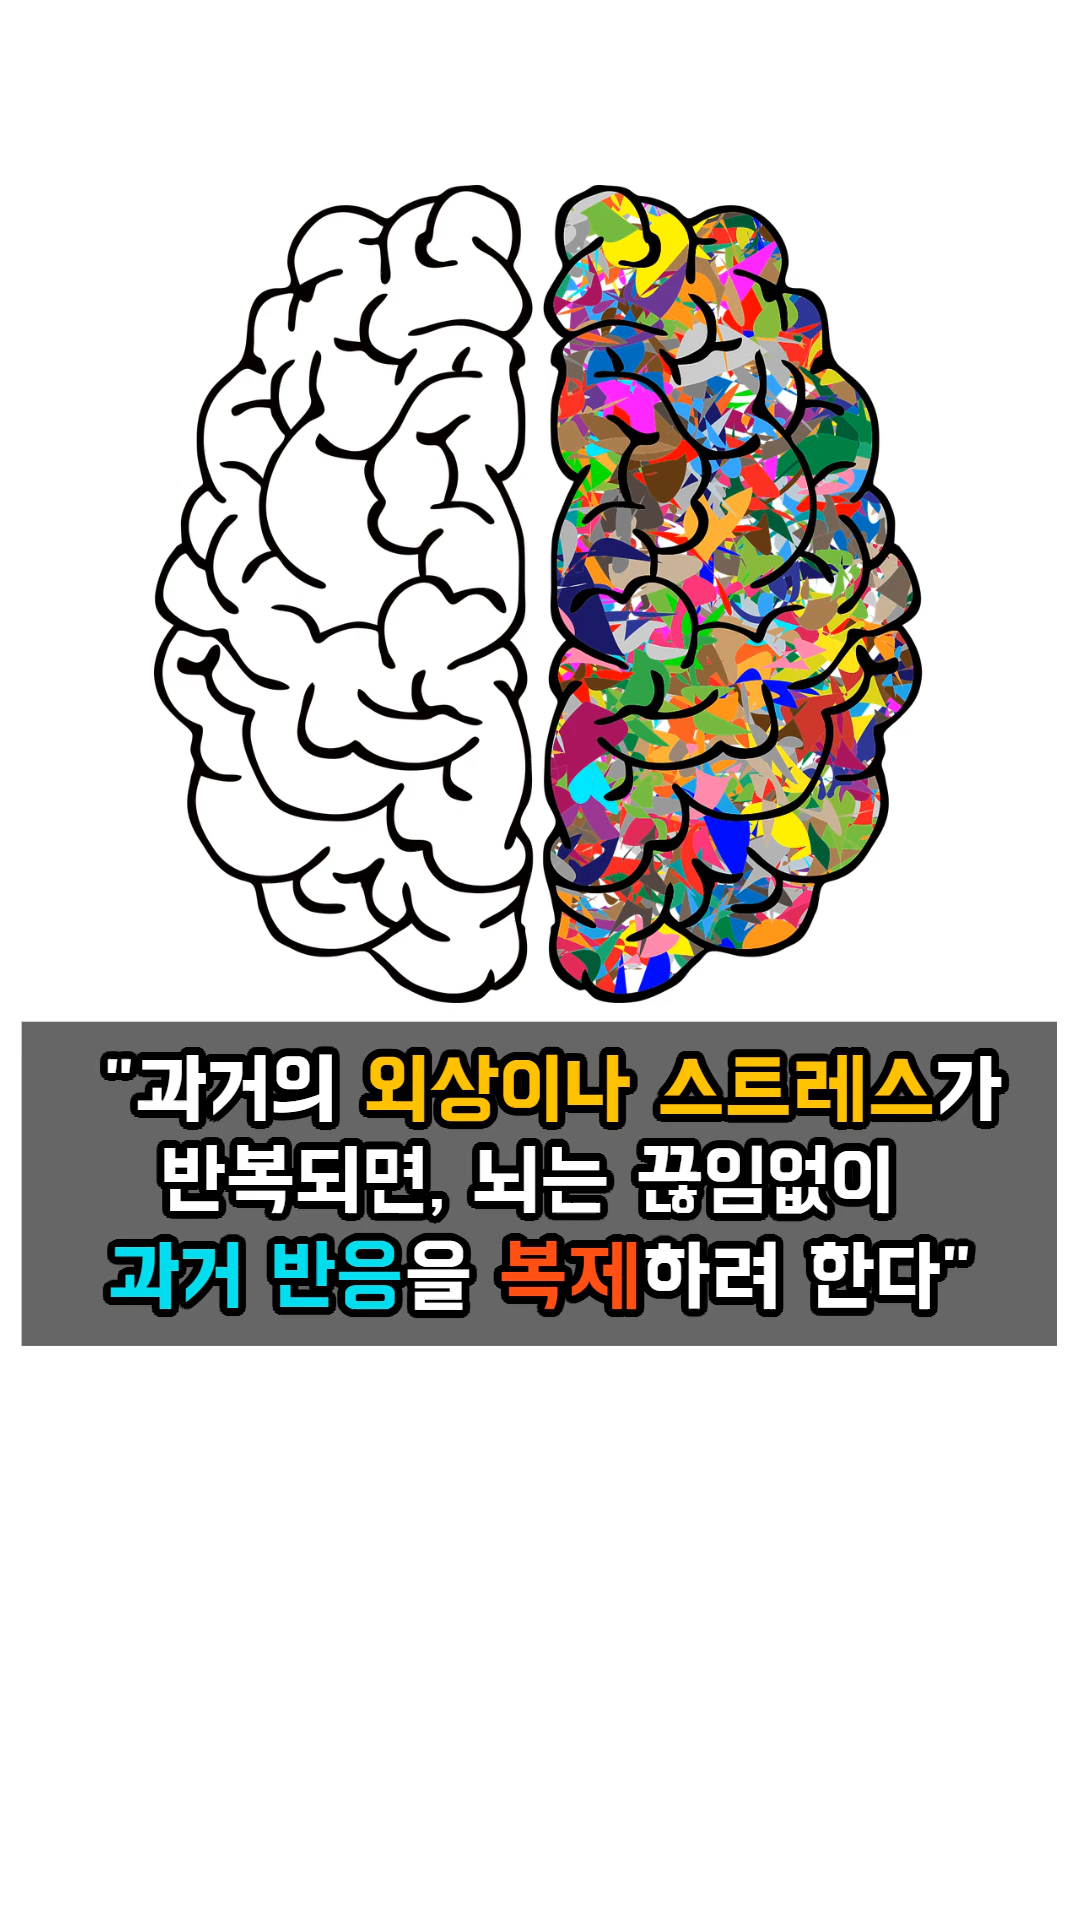 "과거의 외상이나 스트레스가
반복되면, 뇌는 끊임없이
과거 반응을 복제하려 한다"